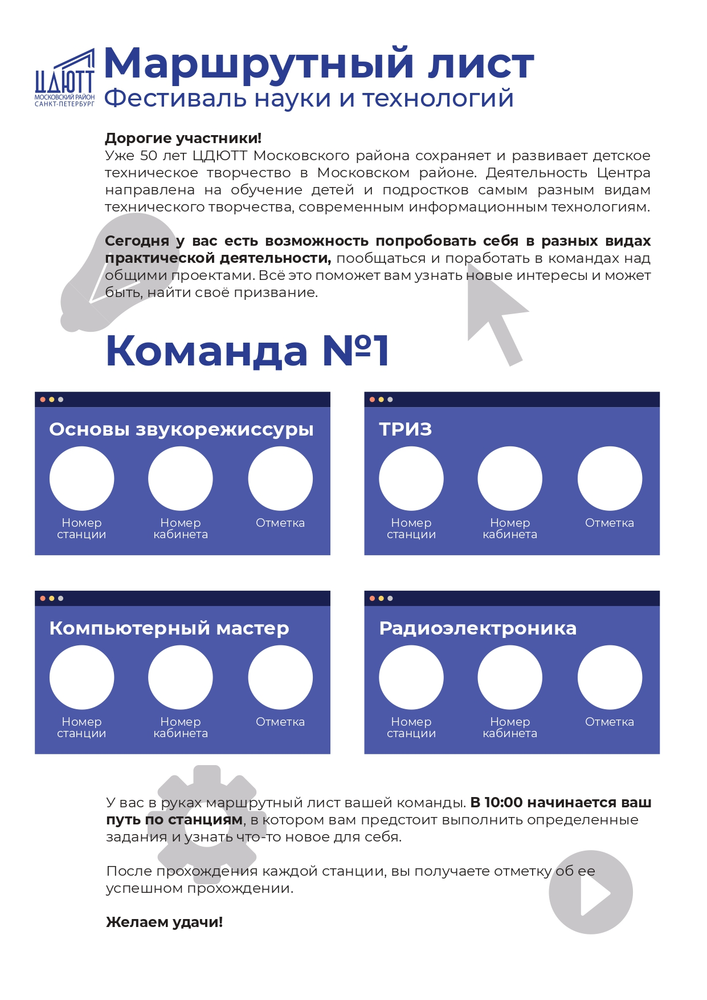 ЦДЮТТ
МОСКОВСКИЙ РАЙОН
САНКТ-ПЕТЕРБУРГ
Маршрутный лист
Фестиваль науки и технологий
Дорогие участники!
Уже 50 лет ЦДЮТТ Московского района сохраняет и развивает детское
техническое творчество в Московском районе. Деятельность Центра
направлена на обучение детей и подростков самым разным видам
технического творчества, современным информационным технологиям.
Сегодня у вас есть возможность попробовать себя в разных видах
практической деятельности, пообщаться и поработать в командах над
общими проектами. Всё это поможет вам узнать новые интересы и может
быть, найти своё призвание.
Команда №1
Основы звукорежиссуры
Номер
станции
Номер
кабинета
Отметка
ТРИЗ
Номер
станции
Номер
кабинета
Отметка
Компьютерный мастер
Номер
станции
Номер
кабинета
Отметка
Радиоэлектроника
Номер
станции
Номер
кабинета
Отметка
У вас в руках маршрутный лист вашей команды. В 10:00 начинается ваш
путь по станциям, в котором вам предстоит выполнить определенные
задания и узнать что-то новое для себя.
После прохождения каждой станции, вы получаете отметку об ее
успешном прохождении.
Желаем удачи!